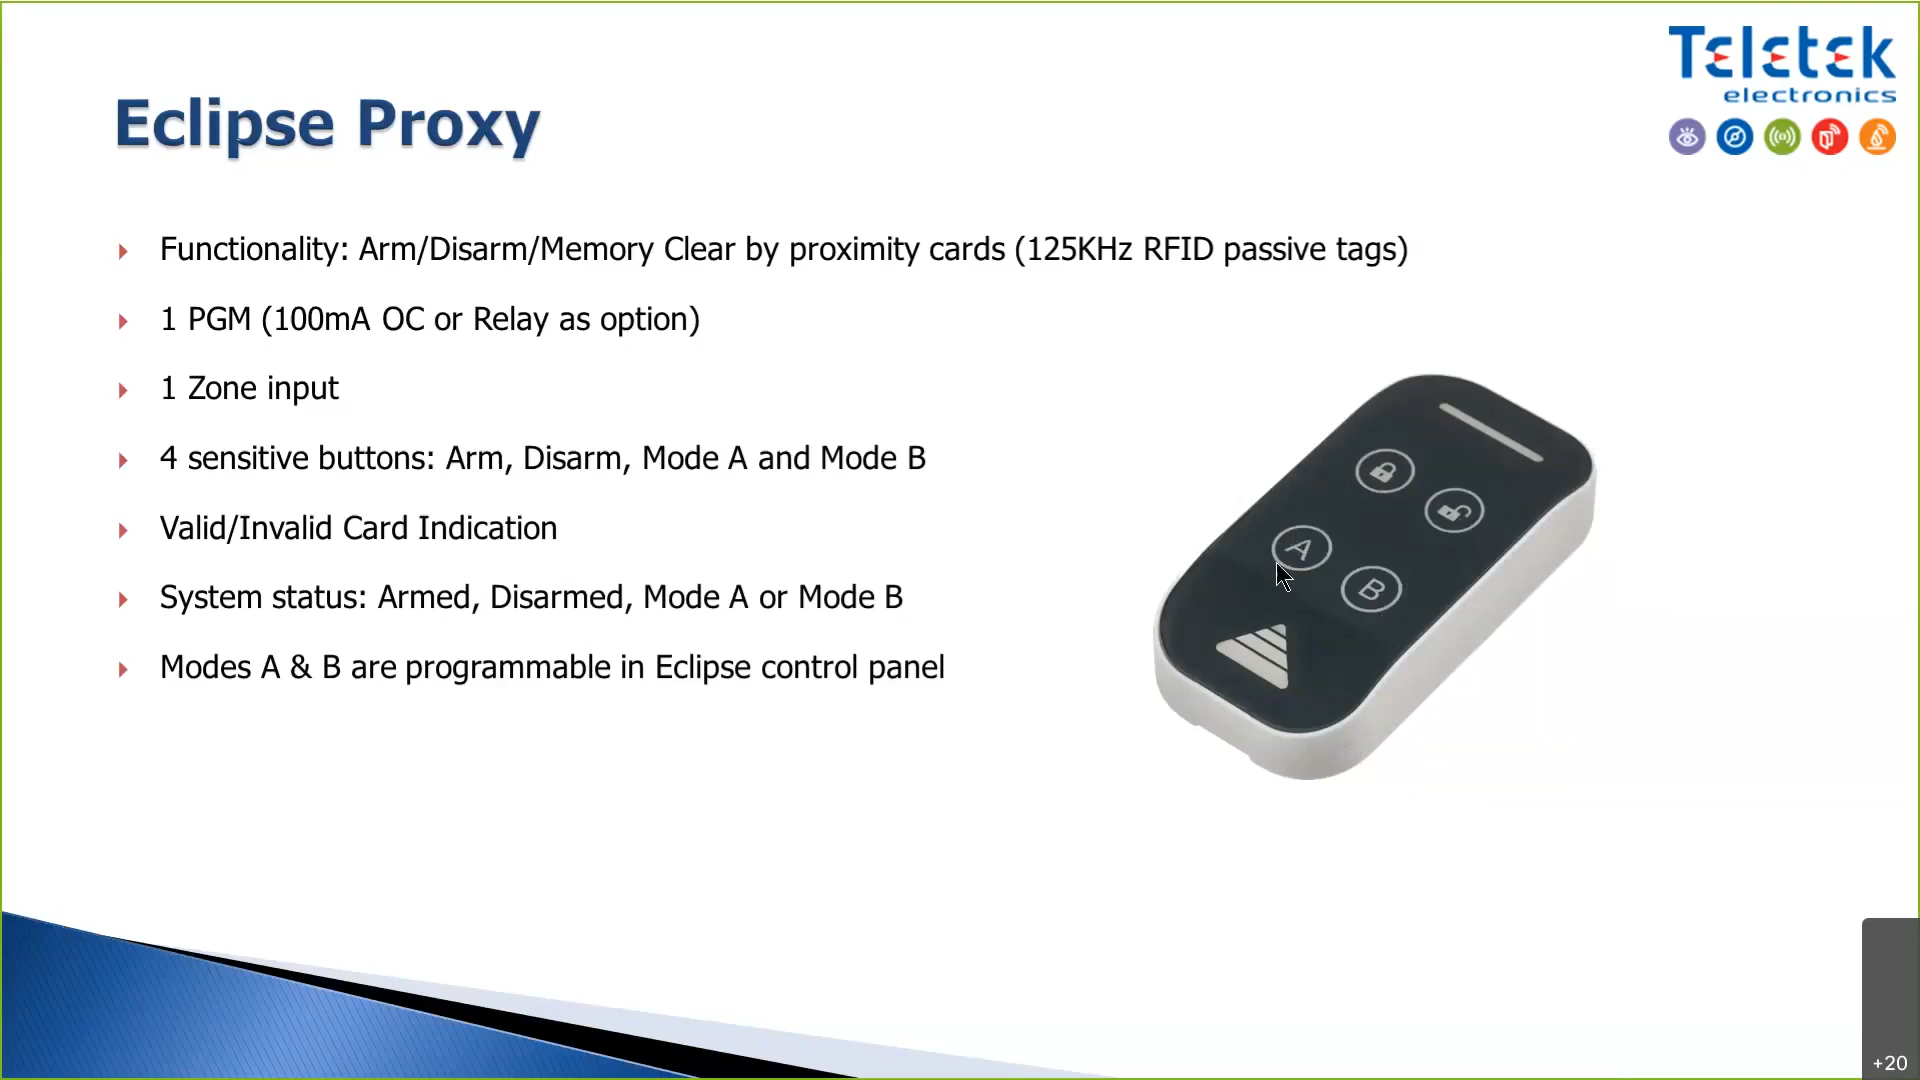 Teletek
electronics
Eclipse Proxy
Functionality: Arm/Disarm/Memory Clear by proximity cards (125KHz RFID passive tags)
1 PGM (100mA OC or Relay as option)
1 Zone input
4 sensitive buttons: Arm, Disarm, Mode A and Mode B
Valid/Invalid Card Indication
System status: Armed, Disarmed, Mode A or Mode B
Modes A & B are programmable in Eclipse control panel
A
B
+20